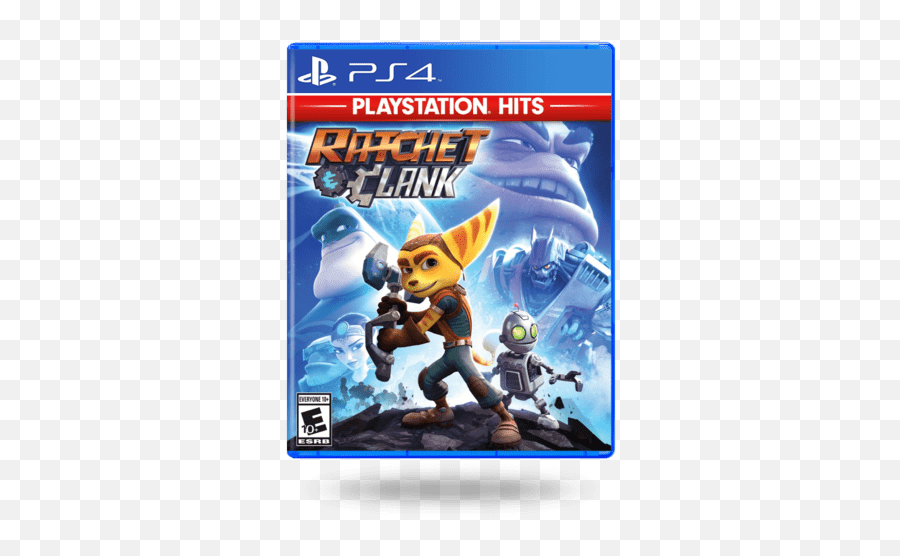 PS4
PLAYSTATION HITS
RATCHET
& CLANK
EVERYONE 10+
E
10+
ESRB